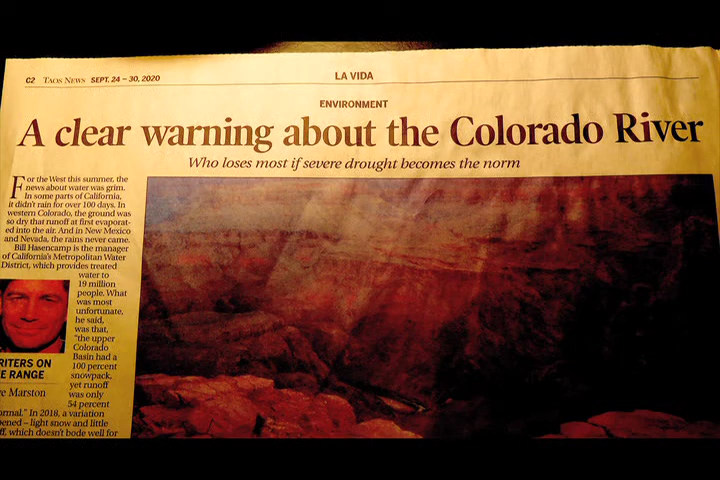 C2 TAOS NEWS SEPT. 24 – 30, 2020
LA VIDA
ENVIRONMENT
A clear warning about the Colorado River
Who loses most if severe drought becomes the norm
For the West this summer, the
news about water was grim.
In some parts of California,
it didn't rain for over 100 days. In
western Colorado, the ground was
so dry that runoff at first evaporat-
ed into the air. And in New Mexico
and Nevada, the rains never came.
Bill Hasencamp is the manager
of California's Metropolitan Water
District, which provides treated
water to
19 million
people. What
was most
unfortunate,
he said,
was that,
"the upper
Colorado
Basin had a
100 percent
snowpack,
yet runoff
was only
54 percent
RITERS ON
E RANGE
e Marston
ormal." In 2018, a variation
ened – light snow and little
ff, which doesn't bode well for